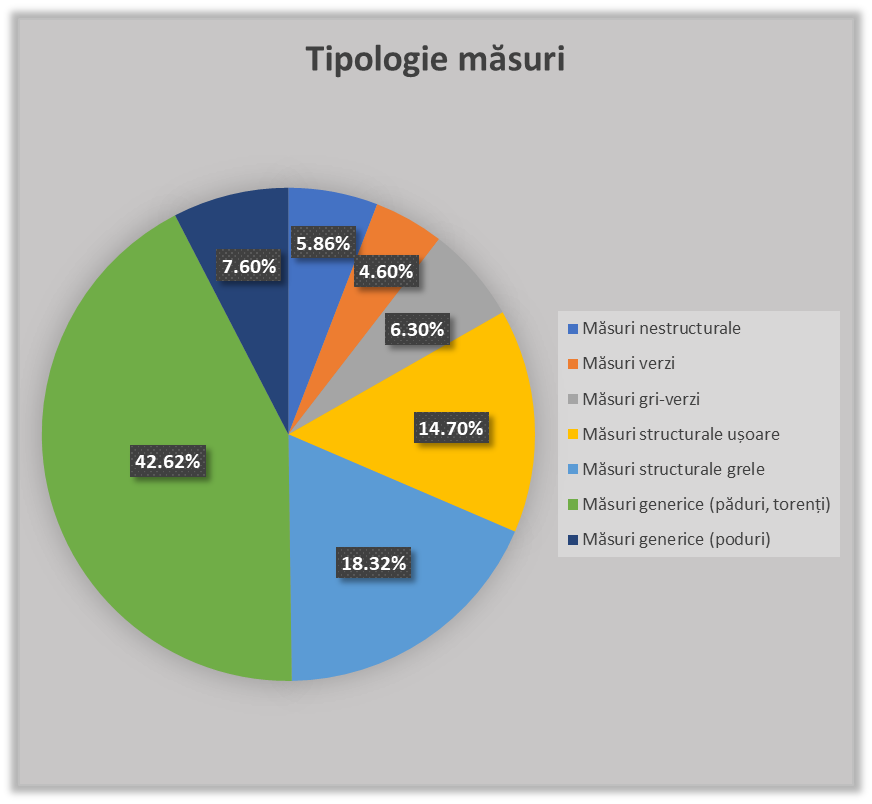 Tipologie măsuri
5.86%
7.60%
4.60%
6.30%
14.70%
42.62%
18.32%
Măsuri nestructurale
Măsuri verzi
Măsuri gri-verzi
Măsuri structurale ușoare
Măsuri structurale grele
Măsuri generice (păduri, torenți)
Măsuri generice (poduri)